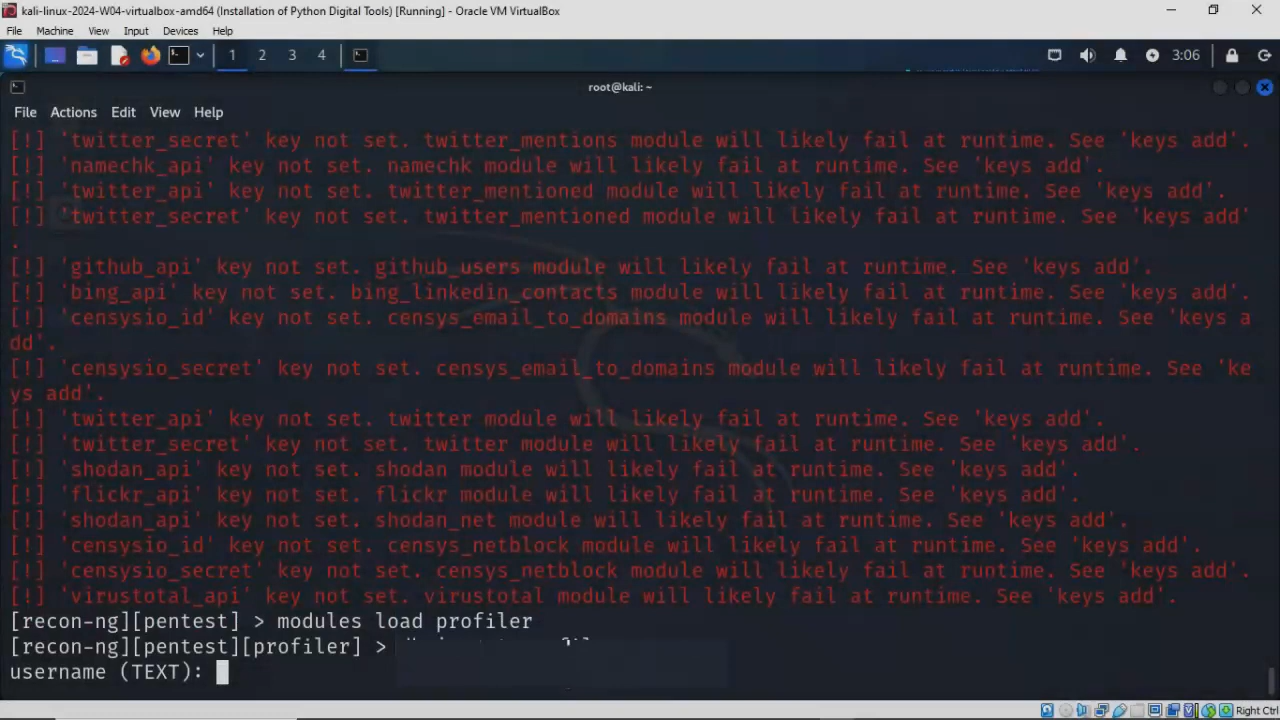 kali-linux-2024-W04-virtualbox-amd64 (Installation of Python Digital Tools) [Running] - Oracle VM VirtualBox
File Machine View Input Devices Help
1 2 3 4 3:06
root@kali: ~
File Actions Edit View Help
[!] 'twitter_secret' key not set. twitter_mentions module will likely fail at runtime. See 'keys add'.
[!] 'namechk_api' key not set. namechk module will likely fail at runtime. See 'keys add'.
[!] 'twitter_api' key not set. twitter_mentioned module will likely fail at runtime. See 'keys add'.
[!] 'twitter_secret' key not set. twitter_mentioned module will likely fail at runtime. See 'keys add'
.
[!] 'github_api' key not set. github_users module will likely fail at runtime. See 'keys add'.
[!] 'bing_api' key not set. bing_linkedin_contacts module will likely fail at runtime. See 'keys add'.
[!] 'censysio_id' key not set. censys_email_to_domains module will likely fail at runtime. See 'keys a
dd'.
[!] 'censysio_secret' key not set. censys_email_to_domains module will likely fail at runtime. See 'ke
ys add'.
[!] 'twitter_api' key not set. twitter module will likely fail at runtime. See 'keys add'.
[!] 'twitter_secret' key not set. twitter module will likely fail at runtime. See 'keys add'.
[!] 'shodan_api' key not set. shodan module will likely fail at runtime. See 'keys add'.
[!] 'flickr_api' key not set. flickr module will likely fail at runtime. See 'keys add'.
[!] 'shodan_api' key not set. shodan_net module will likely fail at runtime. See 'keys add'.
[!] 'censysio_id' key not set. censys_netblock module will likely fail at runtime. See 'keys add'.
[!] 'censysio_secret' key not set. censys_netblock module will likely fail at runtime. See 'keys add'.
[!] 'virustotal_api' key not set. virustotal module will likely fail at runtime. See 'keys add'.
[recon-ng][pentest] > modules load profiler
[recon-ng][pentest][profiler] >
username (TEXT):
Right Ctrl